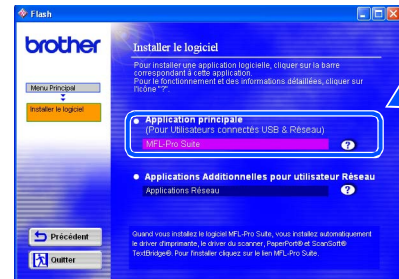 Flash
brother
Menu Principal
Installer le logiciel
Installer le logiciel
Pour installer une application logicielle, cliquer sur la barre
correspondant à cette application.
Pour le fonctionnement et des informations détaillées, cliquer sur
l'icône "?".
Application principale
(Pour Utilisateurs connectés USB & Réseau)
MFL-Pro Suite
?
Applications Additionnelles pour utilisateur Réseau
Applications Réseau
?
Quand vous installez le logiciel MFL-Pro Suite, vous installez automatiquement
le driver d'imprimante, le driver du scanner, PaperPort® et ScanSoft®
TextBridge®. Pour l'installer cliquez sur le lien MFL-Pro Suite.
Précédent
Quitter